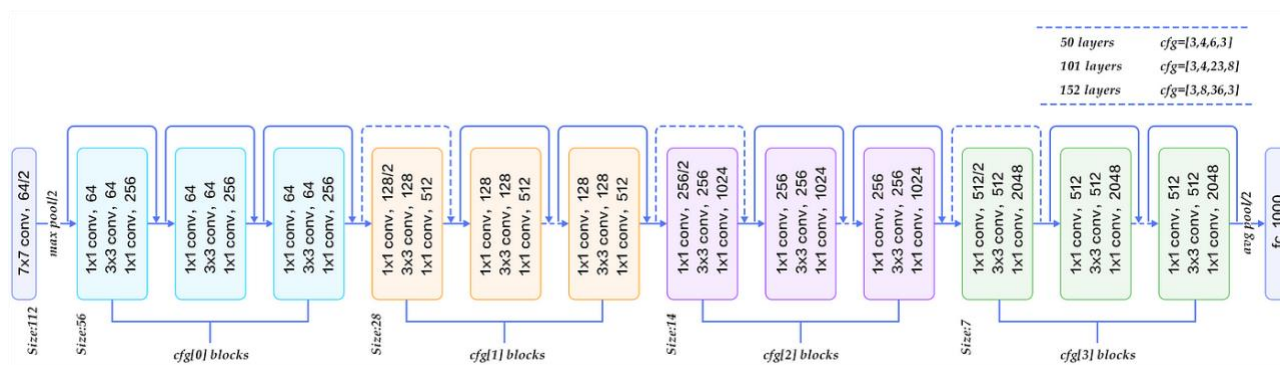 50 layers cfg=[3,4,6,3]
101 layers cfg=[3,4,23,8]
152 layers cfg=[3,8,36,3]
7x7 conv, 64/2
max pool/2
1x1 conv, 64
3x3 conv, 64
1x1 conv, 256
1x1 conv, 64
3x3 conv, 64
1x1 conv, 256
1x1 conv, 64
3x3 conv, 64
1x1 conv, 256
1x1 conv, 128/2
3x3 conv, 128
1x1 conv, 512
1x1 conv, 128
3x3 conv, 128
1x1 conv, 512
1x1 conv, 128
3x3 conv, 128
1x1 conv, 512
1x1 conv, 256/2
3x3 conv, 256
1x1 conv, 1024
1x1 conv, 256
3x3 conv, 256
1x1 conv, 1024
1x1 conv, 256
3x3 conv, 256
1x1 conv, 1024
1x1 conv, 512/2
3x3 conv, 512
1x1 conv, 2048
1x1 conv, 512
3x3 conv, 512
1x1 conv, 2048
1x1 conv, 512
3x3 conv, 512
1x1 conv, 2048
avg pool/2
Size:112
Size:56
cfg[0] blocks
Size:28
cfg[1] blocks
Size:14
cfg[2] blocks
Size:7
cfg[3] blocks